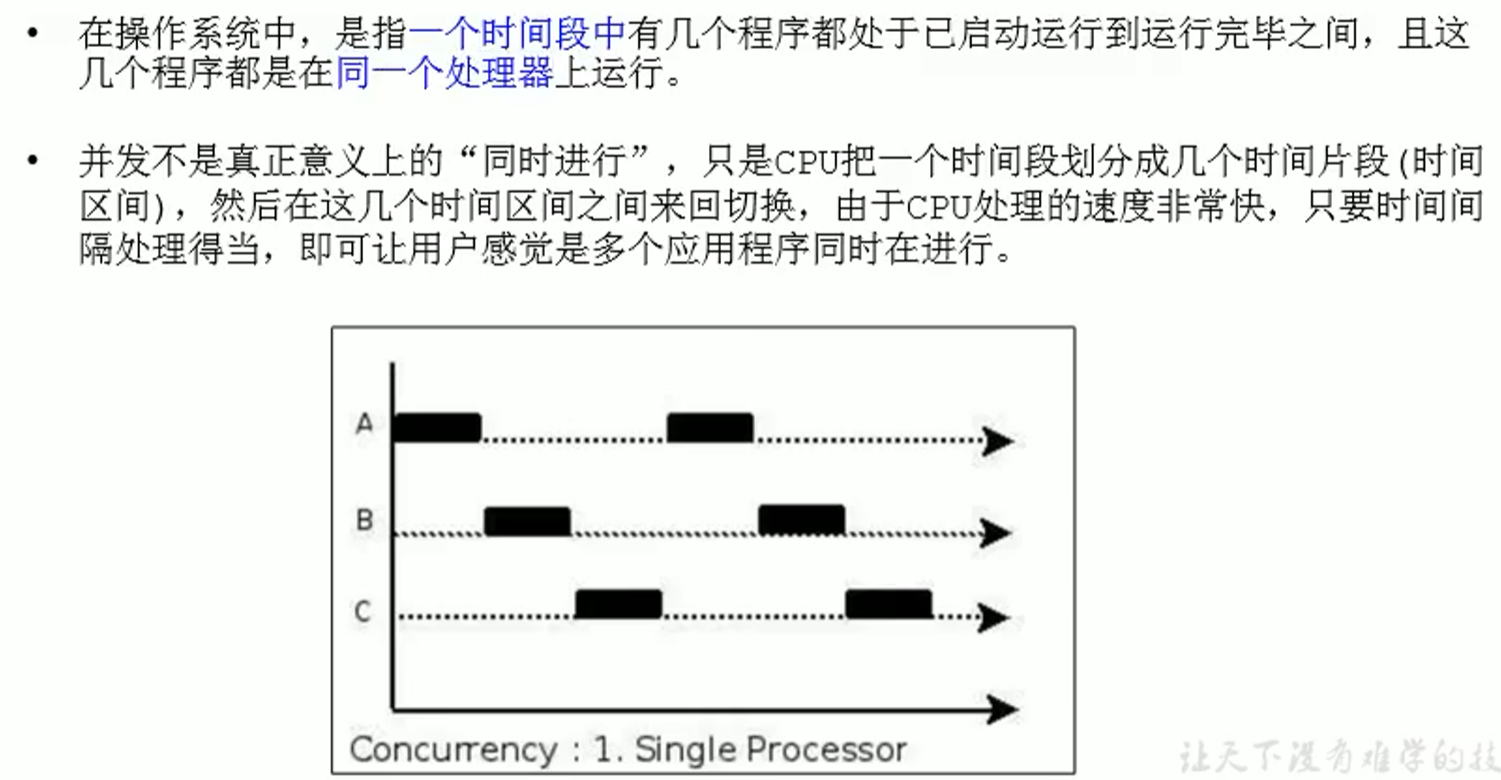 • 在操作系统中，是指一个时间段中有几个程序都处于已启动运行到运行完毕之间，且这
几个程序都是在同一个处理器上运行。
• 并发不是真正意义上的“同时进行”，只是CPU把一个时间段划分成几个时间片段(时间
区间)，然后在这几个时间区间之间来回切换，由于CPU处理的速度非常快，只要时间间
隔处理得当，即可让用户感觉是多个应用程序同时在进行。
A
B
C
Concurrency : 1. Single Processor
让天下没有难学的技